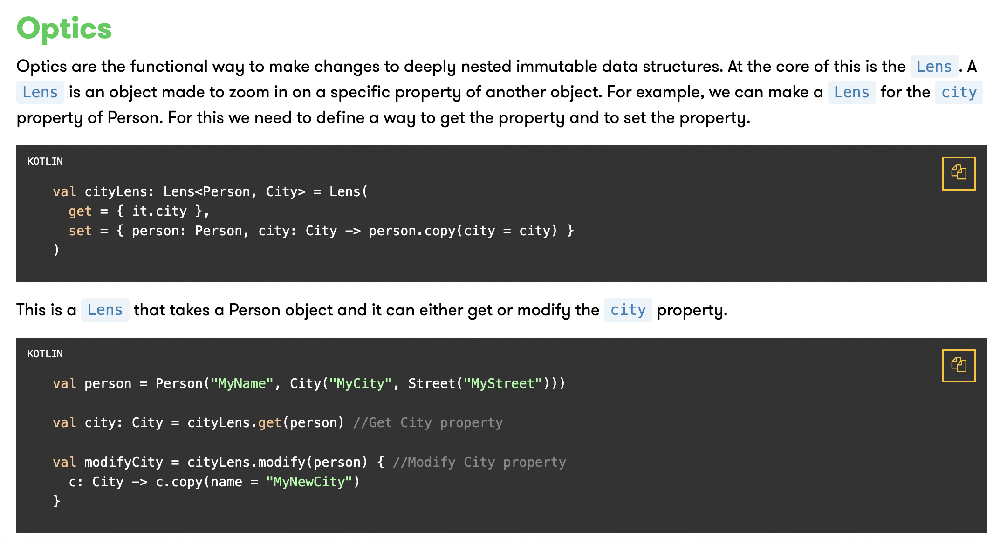 Optics
Optics are the functional way to make changes to deeply nested immutable data structures. At the core of this is the Lens. A
Lens is an object made to zoom in on a specific property of another object. For example, we can make a Lens for the city
property of Person. For this we need to define a way to get the property and to set the property.
KOTLIN
val cityLens: Lens<Person, City> = Lens(
  get = { it.city },
  set = { person: Person, city: City -> person.copy(city = city) }
)
This is a Lens that takes a Person object and it can either get or modify the city property.
KOTLIN
val person = Person("MyName", City("MyCity", Street("MyStreet")))
val city: City = cityLens.get(person) //Get City property
val modifyCity = cityLens.modify(person) { //Modify City property
  c: City -> c.copy(name = "MyNewCity")
}